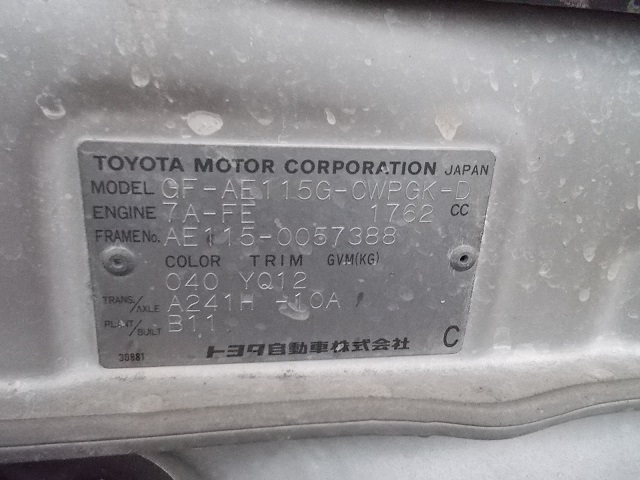 TOYOTA MOTOR CORPORATION JAPAN
MODEL GF-AE115G-CWPGK-D
ENGINE 7A-FE 1762 CC
FRAME No. AE115-0057388
COLOR TRIM GVM(KG)
040 YQ12
TRANS./AXLE A241H -10A
PLANT/BUILT B11
30881 トヨタ自動車株式会社 C